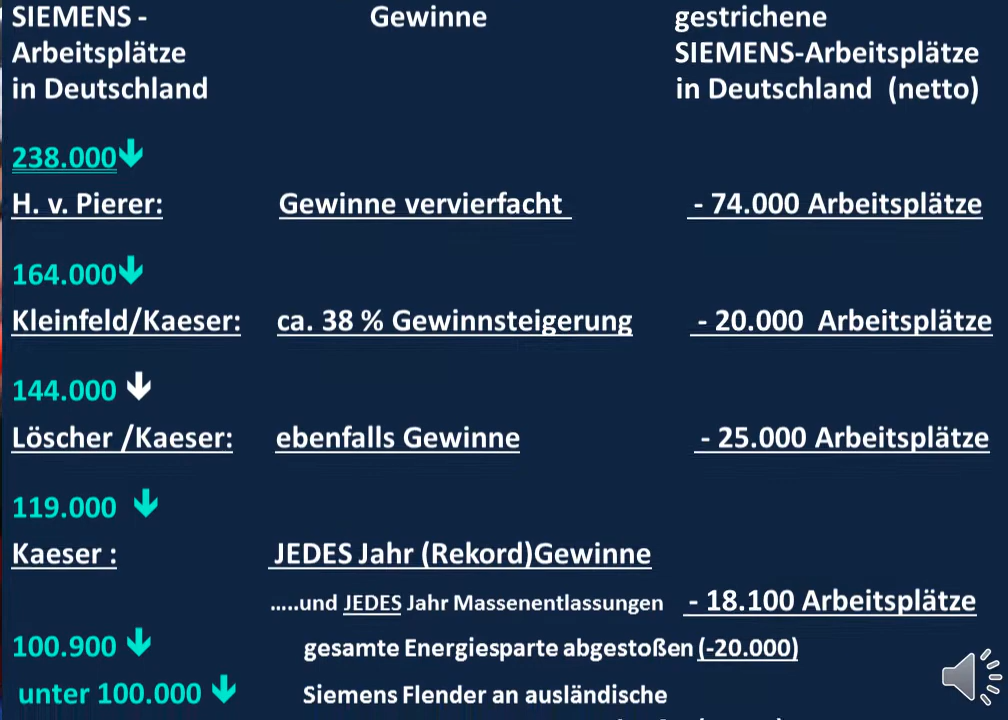 SIEMENS - Gewinne gestrichene
Arbeitsplätze SIEMENS-Arbeitsplätze
in Deutschland in Deutschland (netto)
238.000
H. v. Pierer: Gewinne vervierfacht - 74.000 Arbeitsplätze
164.000
Kleinfeld/Kaeser: ca. 38 % Gewinnsteigerung - 20.000 Arbeitsplätze
144.000
Löscher /Kaeser: ebenfalls Gewinne - 25.000 Arbeitsplätze
119.000
Kaeser : JEDES Jahr (Rekord)Gewinne
.....und JEDES Jahr Massenentlassungen - 18.100 Arbeitsplätze
100.900 gesamte Energiesparte abgestoßen (-20.000)
unter 100.000 Siemens Flender an ausländische